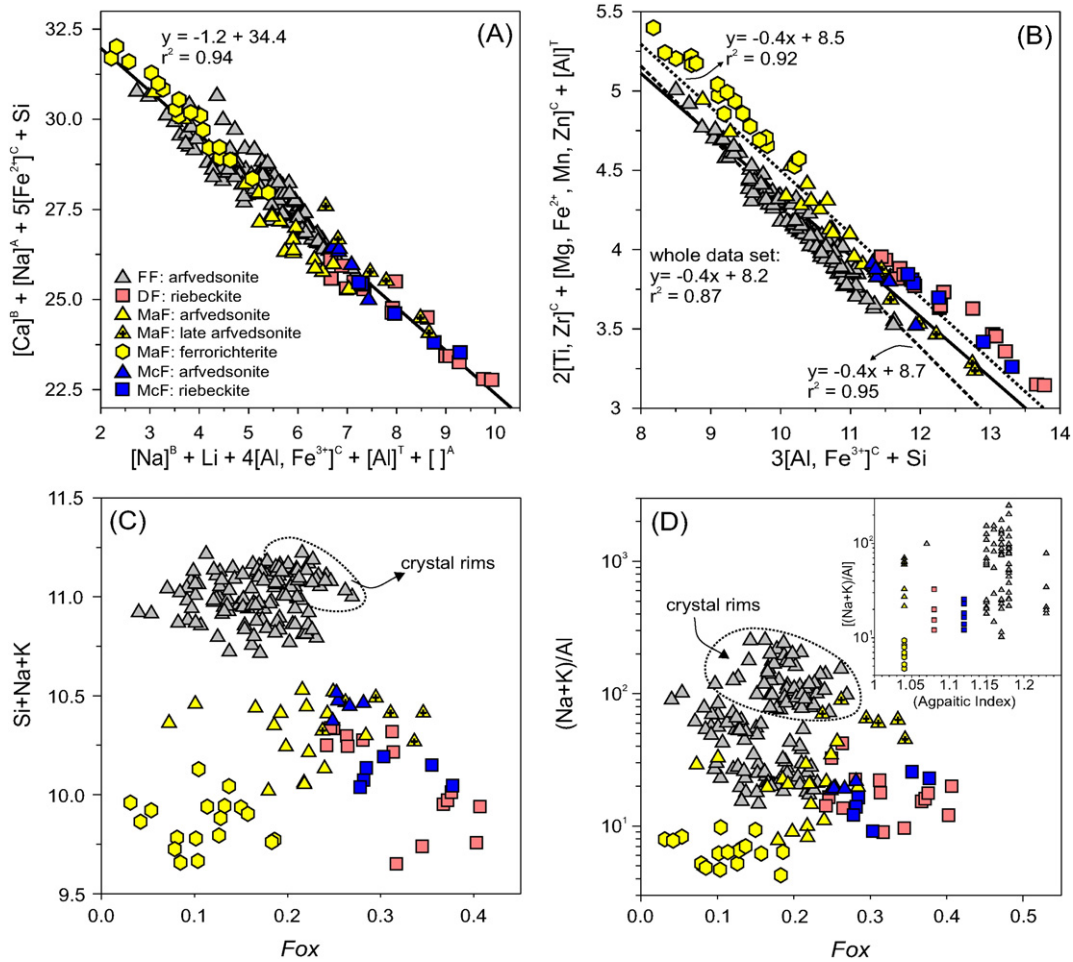 (A)
y = -1.2 + 34.4
r² = 0.94
32.5
30.0
27.5
25.0
22.5
[Ca]ᴮ + [Na]ᴬ + 5[Fe²⁺]ᶜ + Si
FF: arfvedsonite
DF: riebeckite
MaF: arfvedsonite
MaF: late arfvedsonite
MaF: ferrorichterite
McF: arfvedsonite
McF: riebeckite
2 3 4 5 6 7 8 9 10
[Na]ᴮ + Li + 4[Al, Fe³⁺]ᶜ + [Al]ᵀ + [ ]ᴬ
(B)
y= -0.4x + 8.5
r² = 0.92
5.5
5
4.5
4
3.5
3
2[Ti, Zr]ᶜ + [Mg, Fe²⁺, Mn, Zn]ᶜ + [Al]ᵀ
whole data set:
y= -0.4x + 8.2
r² = 0.87
y= -0.4x + 8.7
r² = 0.95
8 9 10 11 12 13 14
3[Al, Fe³⁺]ᶜ + Si
(C)
11.5
11.0
10.5
10.0
9.5
Si+Na+K
crystal rims
0.0 0.1 0.2 0.3 0.4
Fox
(D)
10³
10²
10¹
(Na+K)/Al
crystal rims
[(Na+K)/Al]
10²
10¹
1 1.05 1.1 1.15 1.2
(Agpaitic Index)
0.0 0.1 0.2 0.3 0.4 0.5
Fox